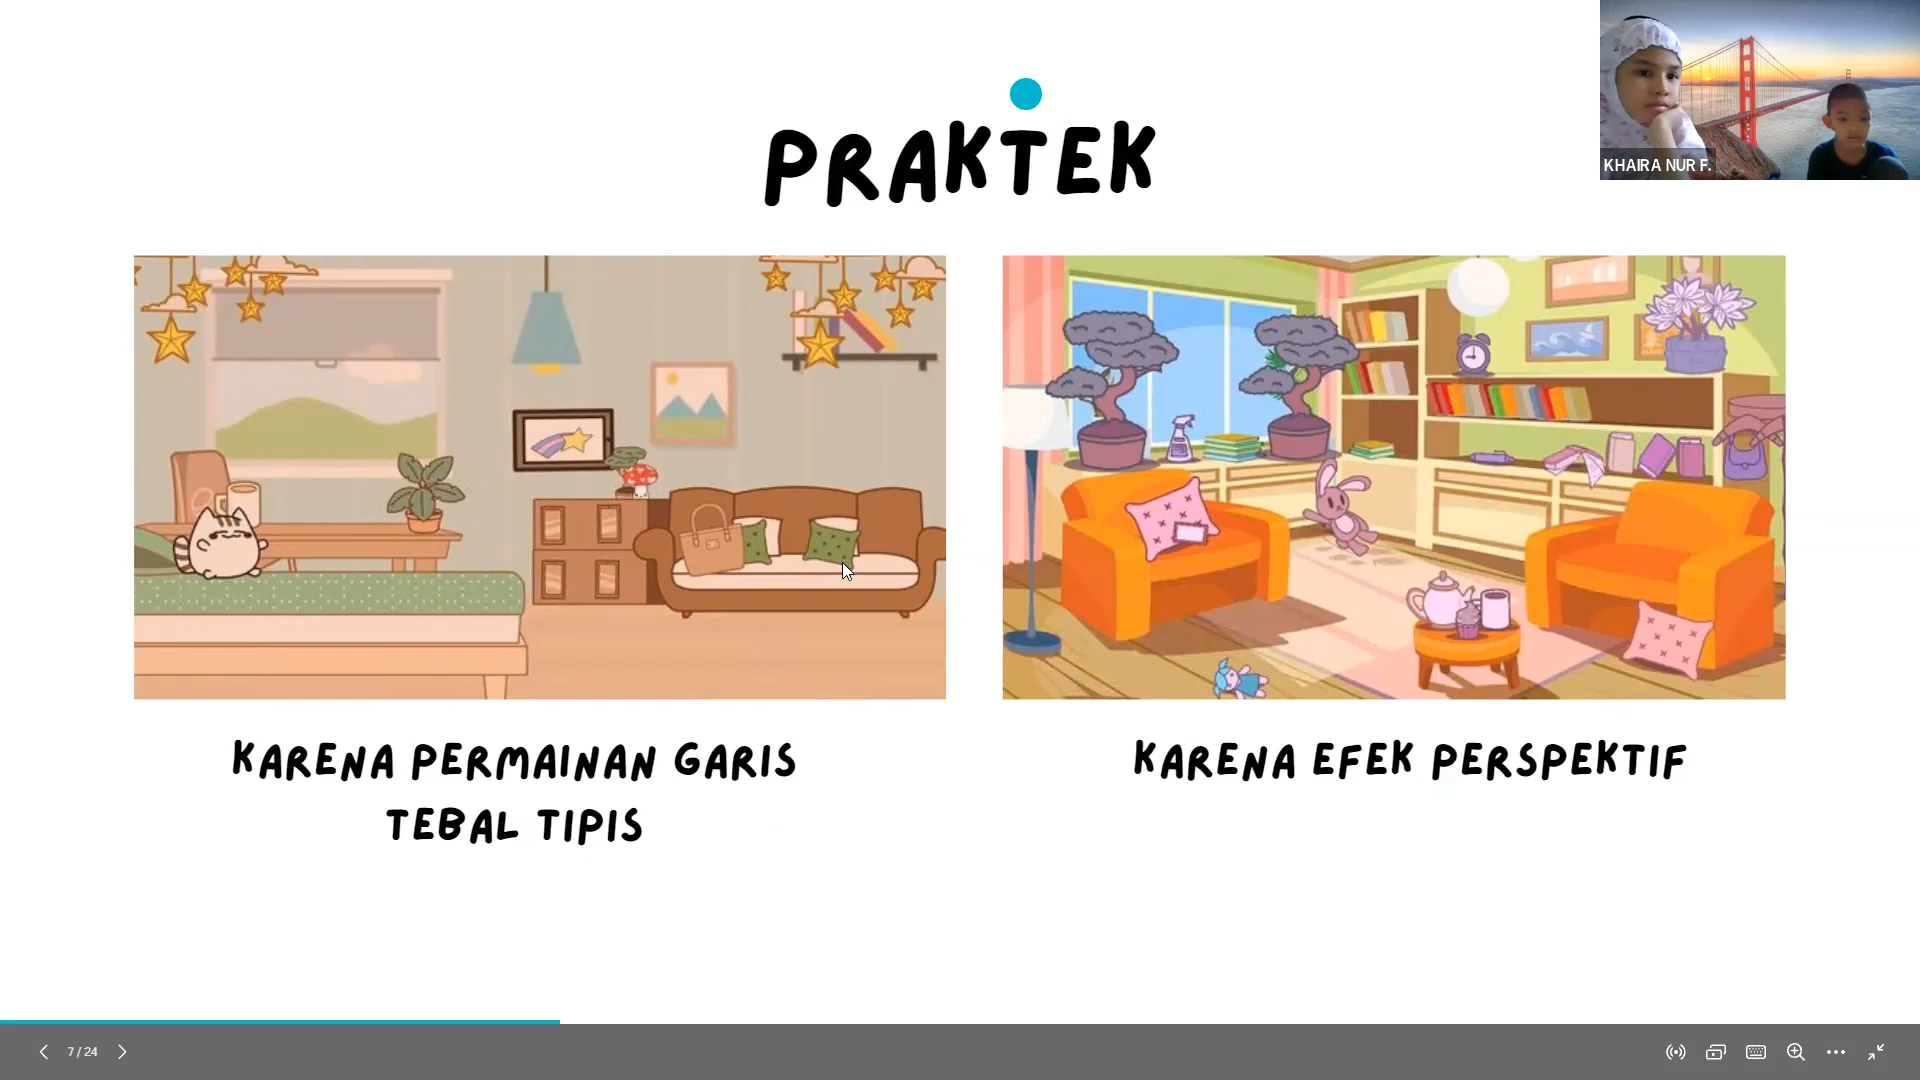 PRAKTEK
KHAIRA NUR F.
KARENA PERMAINAN GARIS
TEBAL TIPIS
KARENA EFEK PERSPEKTIF
7 / 24